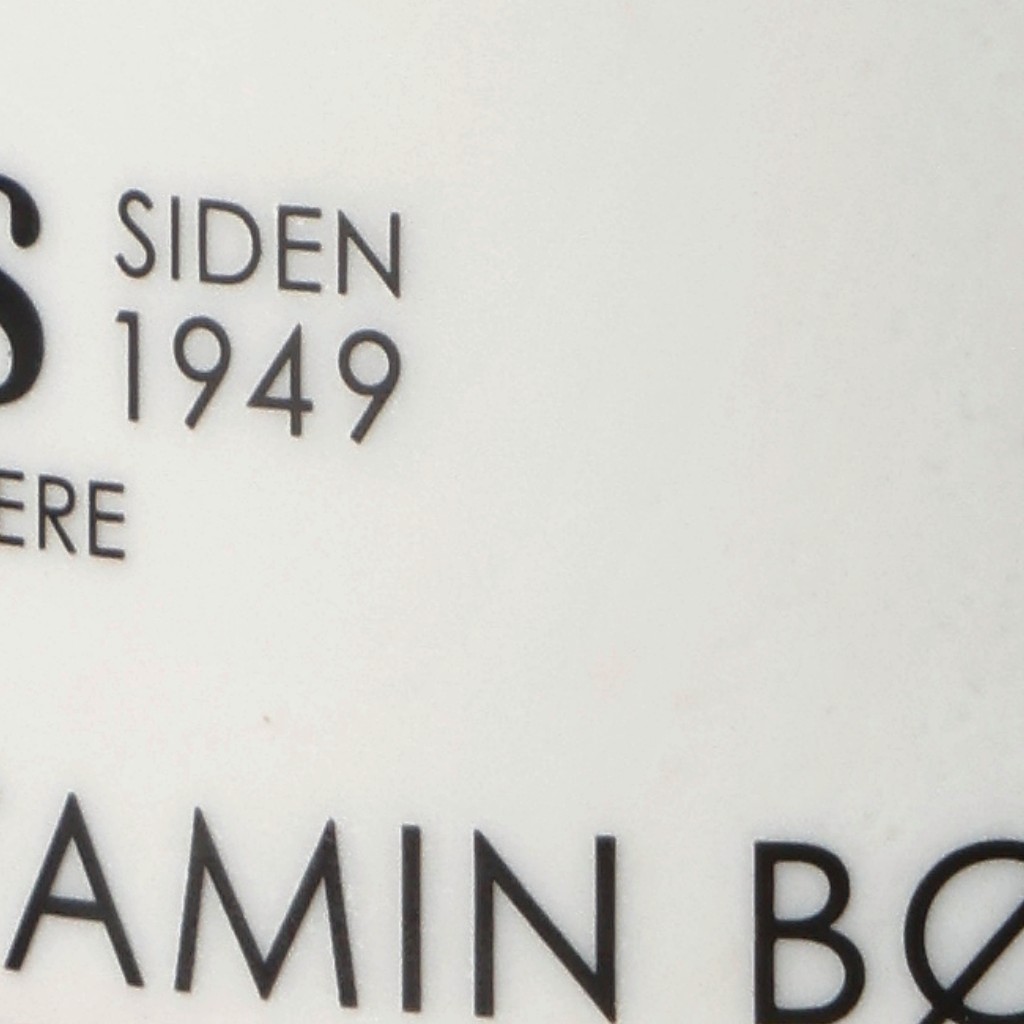 S SIDEN
1949
ERE
AMIN BØ